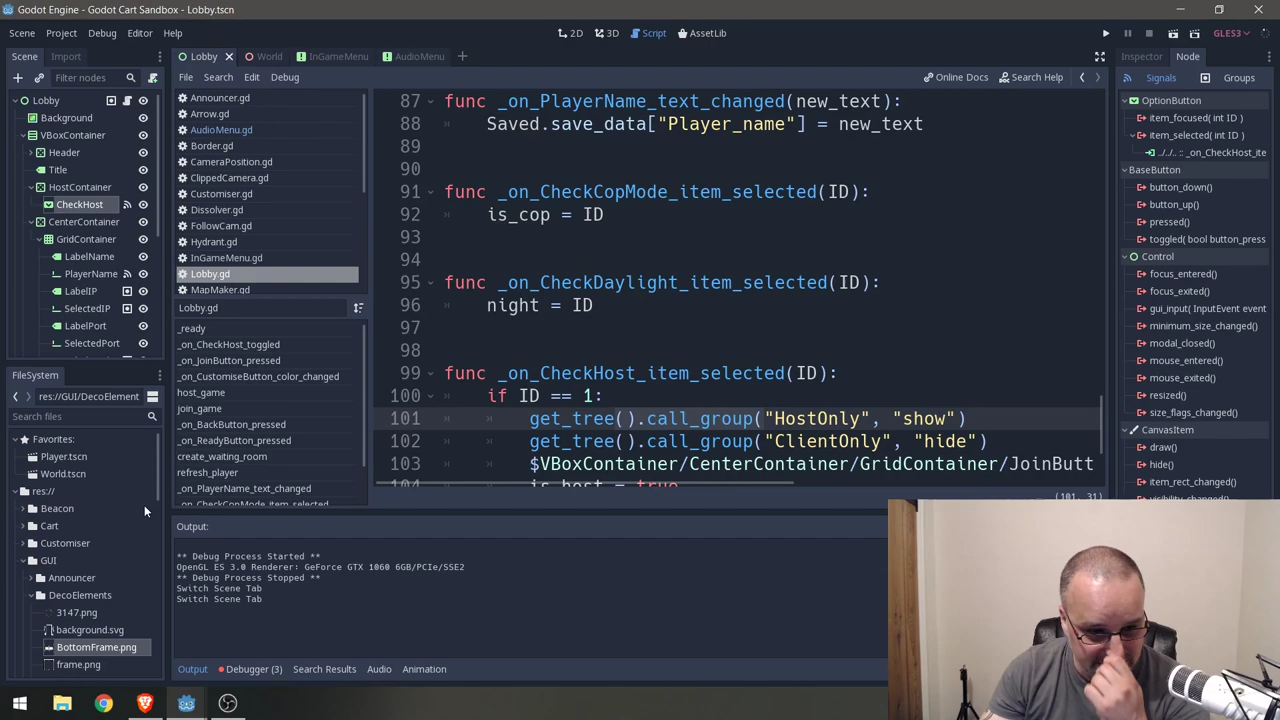 Godot Engine - Godot Cart Sandbox - Lobby.tscn
Scene Project Debug Editor Help
2D 3D Script AssetLib
GLES3
Scene Import
Filter nodes
Lobby
Background
VBoxContainer
Header
Title
HostContainer
CheckHost
CenterContainer
GridContainer
LabelName
PlayerName
LabelIP
SelectedIP
LabelPort
SelectedPort
FileSystem
res://GUI/DecoElement
Search files
Favorites:
Player.tscn
World.tscn
res://
Beacon
Cart
Customiser
GUI
Announcer
DecoElements
3147.png
background.svg
BottomFrame.png
frame.png
Lobby World InGameMenu AudioMenu
File Search Edit Debug
Online Docs Search Help
Announcer.gd
Arrow.gd
AudioMenu.gd
Border.gd
CameraPosition.gd
ClippedCamera.gd
Customiser.gd
Dissolver.gd
FollowCam.gd
Hydrant.gd
InGameMenu.gd
Lobby.gd
MapMaker.gd
Lobby.gd
_ready
_on_CheckHost_toggled
_on_JoinButton_pressed
_on_CustomiseButton_color_changed
host_game
join_game
_on_BackButton_pressed
_on_ReadyButton_pressed
create_waiting_room
refresh_player
_on_PlayerName_text_changed
_on_CheckCopMode_item_selected
87 func _on_PlayerName_text_changed(new_text):
88 Saved.save_data["Player_name"] = new_text
89
90
91 func _on_CheckCopMode_item_selected(ID):
92 is_cop = ID
93
94
95 func _on_CheckDaylight_item_selected(ID):
96 night = ID
97
98
99 func _on_CheckHost_item_selected(ID):
100 if ID == 1:
101 get_tree().call_group("HostOnly", "show")
102 get_tree().call_group("ClientOnly", "hide")
103 $VBoxContainer/CenterContainer/GridContainer/JoinButt
104 is_host = true
(101, 31)
Output:
** Debug Process Started **
OpenGL ES 3.0 Renderer: GeForce GTX 1060 6GB/PCIe/SSE2
** Debug Process Stopped **
Switch Scene Tab
Switch Scene Tab
Output Debugger (3) Search Results Audio Animation
Inspector Node
Signals Groups
OptionButton
item_focused( int ID )
item_selected( int ID )
../../.. :: _on_CheckHost_ite
BaseButton
button_down()
button_up()
pressed()
toggled( bool button_press
Control
focus_entered()
focus_exited()
gui_input( InputEvent event
minimum_size_changed()
modal_closed()
mouse_entered()
mouse_exited()
resized()
size_flags_changed()
CanvasItem
draw()
hide()
item_rect_changed()
visibility_changed()